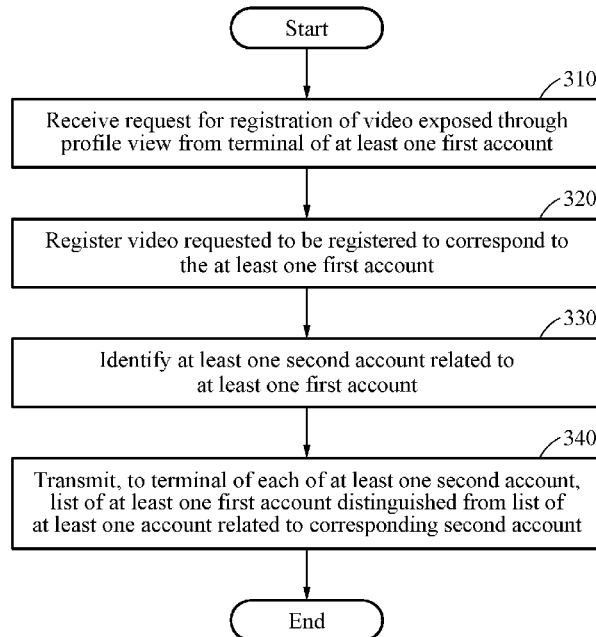 Start
310
Receive request for registration of video exposed through
profile view from terminal of at least one first account
320
Register video requested to be registered to correspond to
the at least one first account
330
Identify at least one second account related to
at least one first account
340
Transmit, to terminal of each of at least one second account,
list of at least one first account distinguished from list of
at least one account related to corresponding second account
End